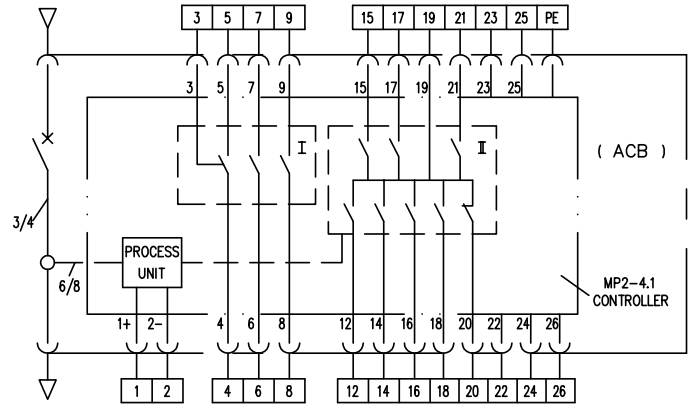 3 5 7 9 15 17 19 21 23 25 PE
3 5 7 9 15 17 19 21 23 25
I II
( ACB )
3/4
PROCESS
UNIT
6/8
MP2-4.1
CONTROLLER
1+ 2- 4 6 8 12 14 16 18 20 22 24 26
1 2 4 6 8 12 14 16 18 20 22 24 26